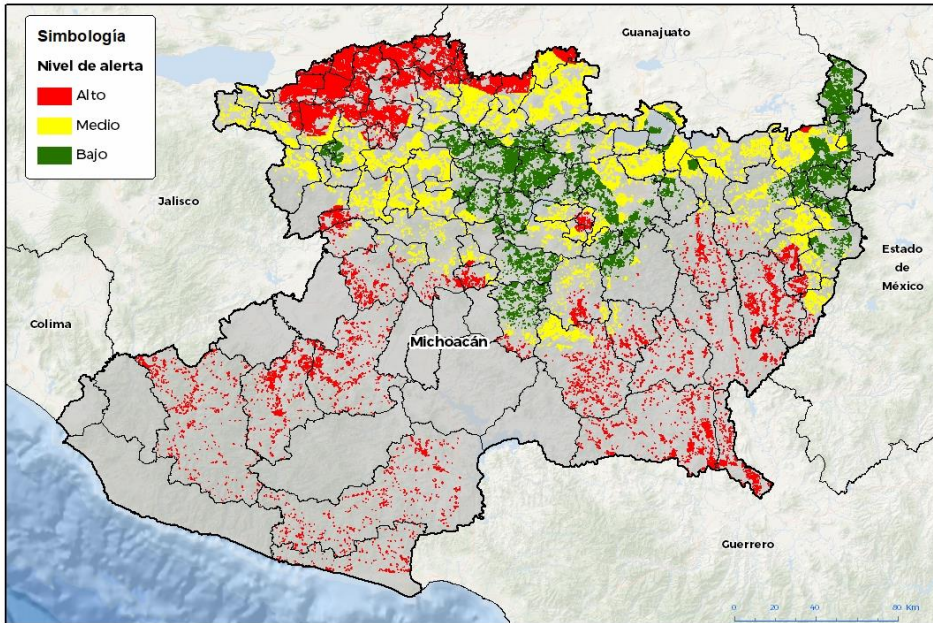 Simbología
Nivel de alerta
Alto
Medio
Bajo
Guanajuato
Jalisco
Estado
de
México
Colima
Michoacán
Guerrero
0 20 40 80 Km